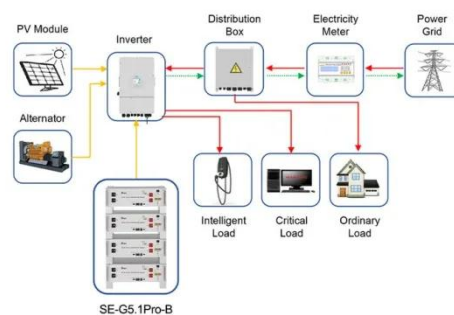 PV Module
Inverter
Distribution
Box
Electricity
Meter
Power
Grid
Alternator
Intelligent
Load
Critical
Load
Ordinary
Load
SE-G5.1Pro-B